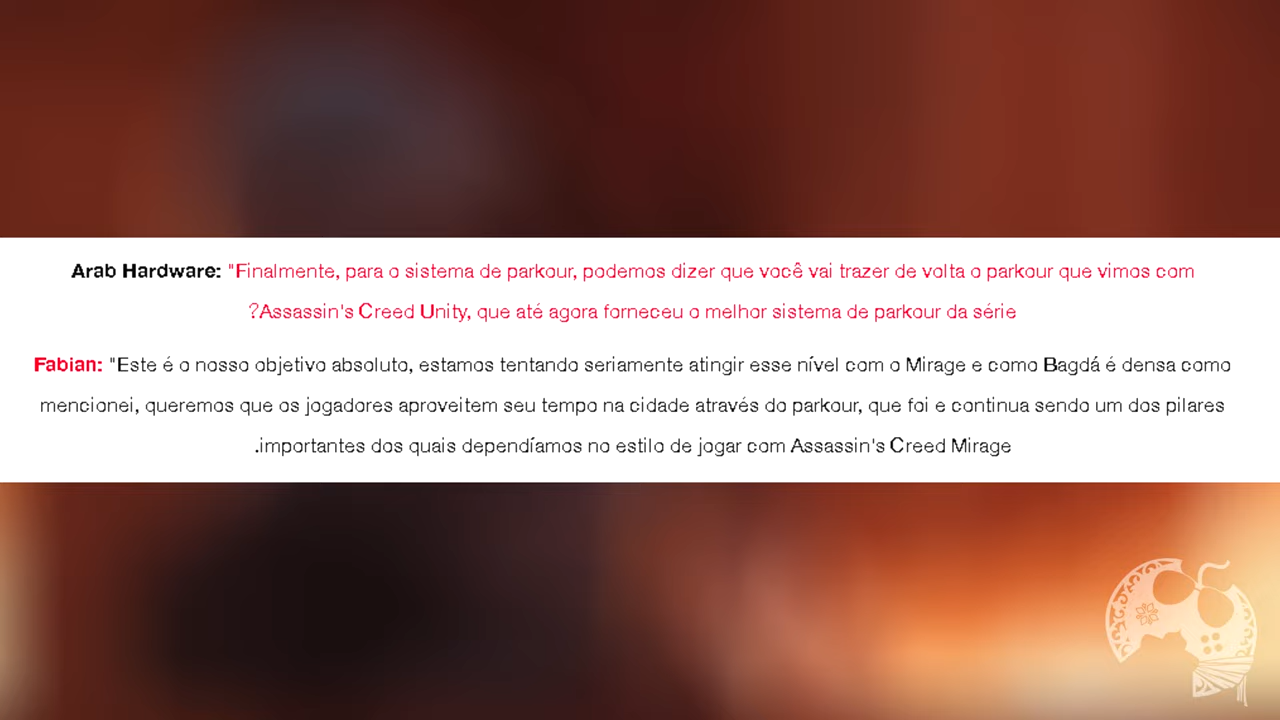 Arab Hardware: "Finalmente, para o sistema de parkour, podemos dizer que você vai trazer de volta o parkour que vimos com
?Assassin's Creed Unity, que até agora forneceu o melhor sistema de parkour da série
Fabian: "Este é o nosso objetivo absoluto, estamos tentando seriamente atingir esse nível com o Mirage e como Bagdá é densa como
mencionei, queremos que os jogadores aproveitem seu tempo na cidade através do parkour, que foi e continua sendo um dos pilares
.importantes dos quais dependíamos no estilo de jogar com Assassin's Creed Mirage